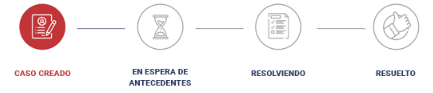 CASO CREADO
EN ESPERA DE
ANTECEDENTES
RESOLVIENDO
RESUELTO